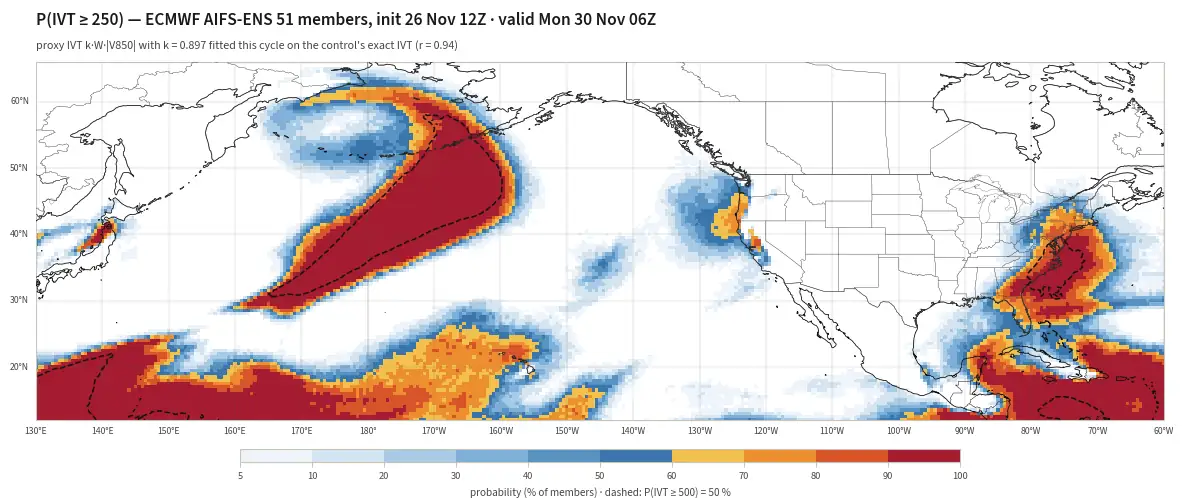 P(IVT ≥ 250) — ECMWF AIFS-ENS 51 members, init 26 Nov 12Z · valid Mon 30 Nov 06Z
proxy IVT k·W·|V850| with k = 0.897 fitted this cycle on the control's exact IVT (r = 0.94)
60°N
50°N
40°N
30°N
20°N
130°E 140°E 150°E 160°E 170°E 180° 170°W 160°W 150°W 140°W 130°W 120°W 110°W 100°W 90°W 80°W 70°W 60°W
5 10 20 30 40 50 60 70 80 90 100
probability (% of members) · dashed: P(IVT ≥ 500) = 50 %